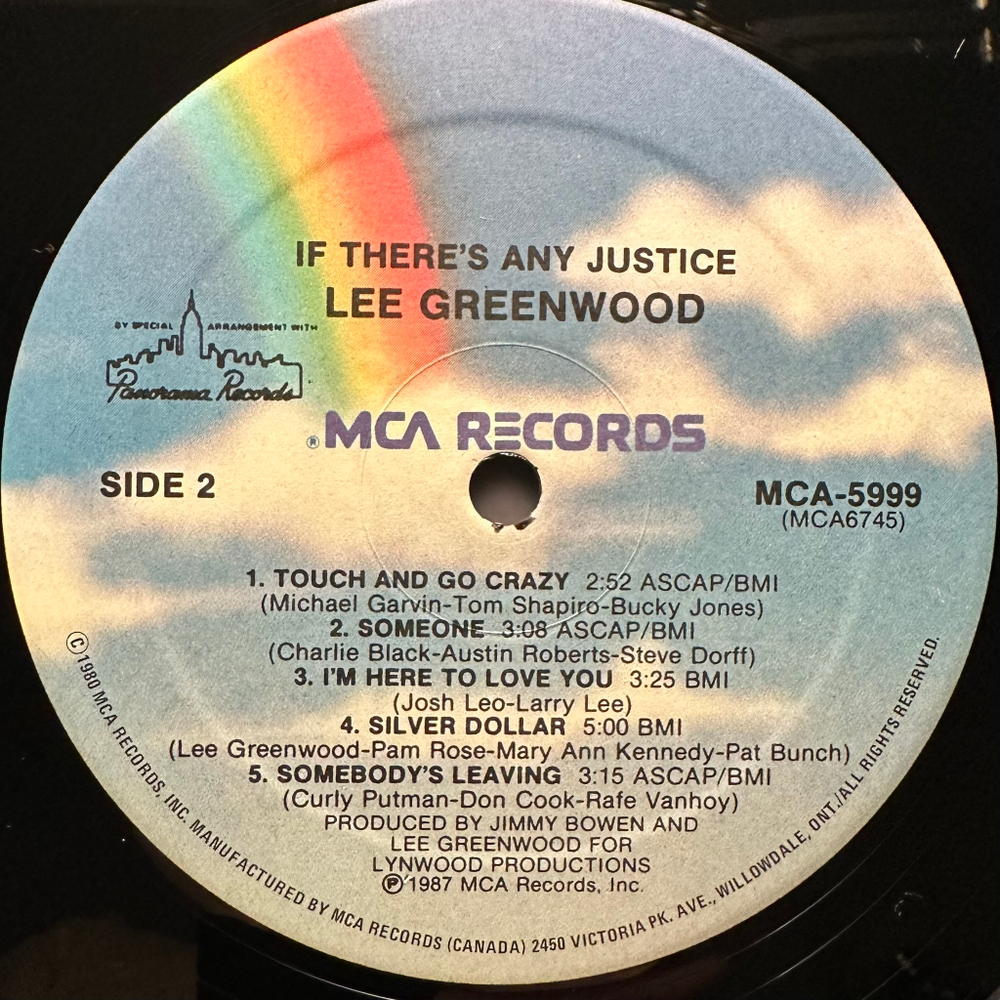 IF THERE'S ANY JUSTICE
LEE GREENWOOD
BY SPECIAL ARRANGEMENT WITH
Panorama Records
® MCA RECORDS
SIDE 2
MCA-5999
(MCA6745)
1. TOUCH AND GO CRAZY 2:52 ASCAP/BMI
(Michael Garvin-Tom Shapiro-Bucky Jones)
2. SOMEONE 3:08 ASCAP/BMI
(Charlie Black-Austin Roberts-Steve Dorff)
3. I'M HERE TO LOVE YOU 3:25 BMI
(Josh Leo-Larry Lee)
4. SILVER DOLLAR 5:00 BMI
(Lee Greenwood-Pam Rose-Mary Ann Kennedy-Pat Bunch)
5. SOMEBODY'S LEAVING 3:15 ASCAP/BMI
(Curly Putman-Don Cook-Rafe Vanhoy)
PRODUCED BY JIMMY BOWEN AND
LEE GREENWOOD FOR
LYNWOOD PRODUCTIONS
℗ 1987 MCA Records, Inc.
© 1980 MCA RECORDS, INC. MANUFACTURED BY MCA RECORDS (CANADA) 2450 VICTORIA PK. AVE., WILLOWDALE, ONT./ALL RIGHTS RESERVED.